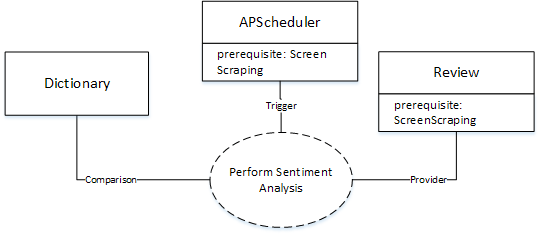 APScheduler
prerequisite: Screen
Scraping
Dictionary
Review
prerequisite:
ScreenScraping
Trigger
Perform Sentiment
Analysis
Comparison
Provider